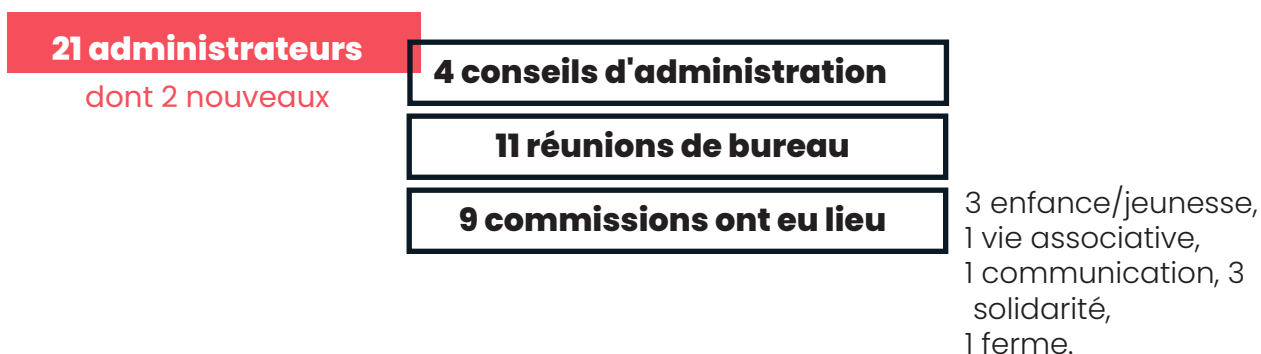 21 administrateurs
dont 2 nouveaux
4 conseils d'administration
11 réunions de bureau
9 commissions ont eu lieu
3 enfance/jeunesse,
1 vie associative,
1 communication, 3
solidarité,
1 ferme.